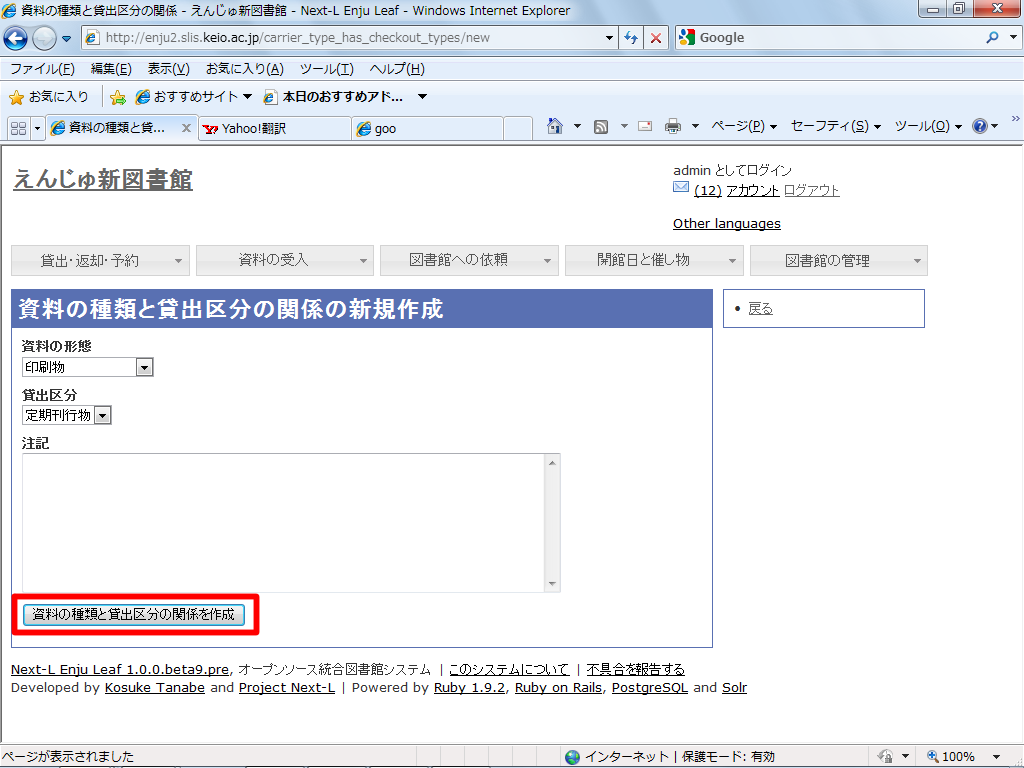 資料の種類と貸出区分の関係 - えんじゅ新図書館 - Next-L Enju Leaf - Windows Internet Explorer
http://enju2.slis.keio.ac.jp/carrier_type_has_checkout_types/new
Google
ファイル(F) 編集(E) 表示(V) お気に入り(A) ツール(T) ヘルプ(H)
お気に入り おすすめサイト 本日のおすすめアド...
資料の種類と貸... Yahoo!翻訳 goo ページ(P) セーフティ(S) ツール(O)
えんじゅ新図書館
admin としてログイン
(12) アカウント ログアウト
Other languages
貸出・返却・予約 資料の受入 図書館への依頼 開館日と催し物 図書館の管理
資料の種類と貸出区分の関係の新規作成
戻る
資料の形態
印刷物
貸出区分
定期刊行物
注記
資料の種類と貸出区分の関係を作成
Next-L Enju Leaf 1.0.0.beta9.pre, オープンソース統合図書館システム | このシステムについて | 不具合を報告する
Developed by Kosuke Tanabe and Project Next-L | Powered by Ruby 1.9.2, Ruby on Rails, PostgreSQL and Solr
ページが表示されました インターネット | 保護モード: 有効 100%